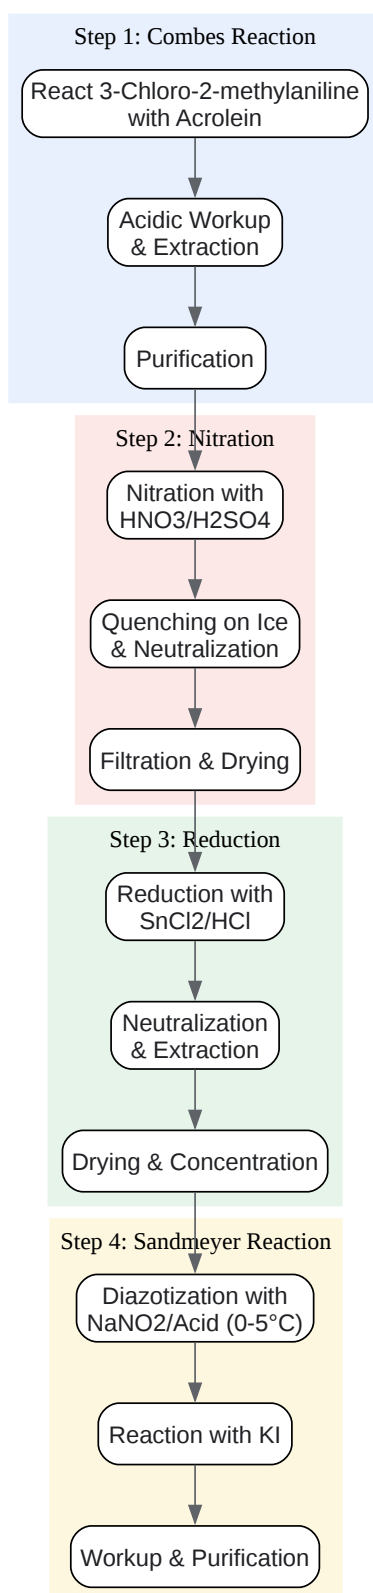 Step 1: Combes Reaction
React 3-Chloro-2-methylaniline
with Acrolein
Acidic Workup
& Extraction
Purification
Step 2: Nitration
Nitration with
HNO3/H2SO4
Quenching on Ice
& Neutralization
Filtration & Drying
Step 3: Reduction
Reduction with
SnCl2/HCl
Neutralization
& Extraction
Drying & Concentration
Step 4: Sandmeyer Reaction
Diazotization with
NaNO2/Acid (0-5°C)
Reaction with KI
Workup & Purification